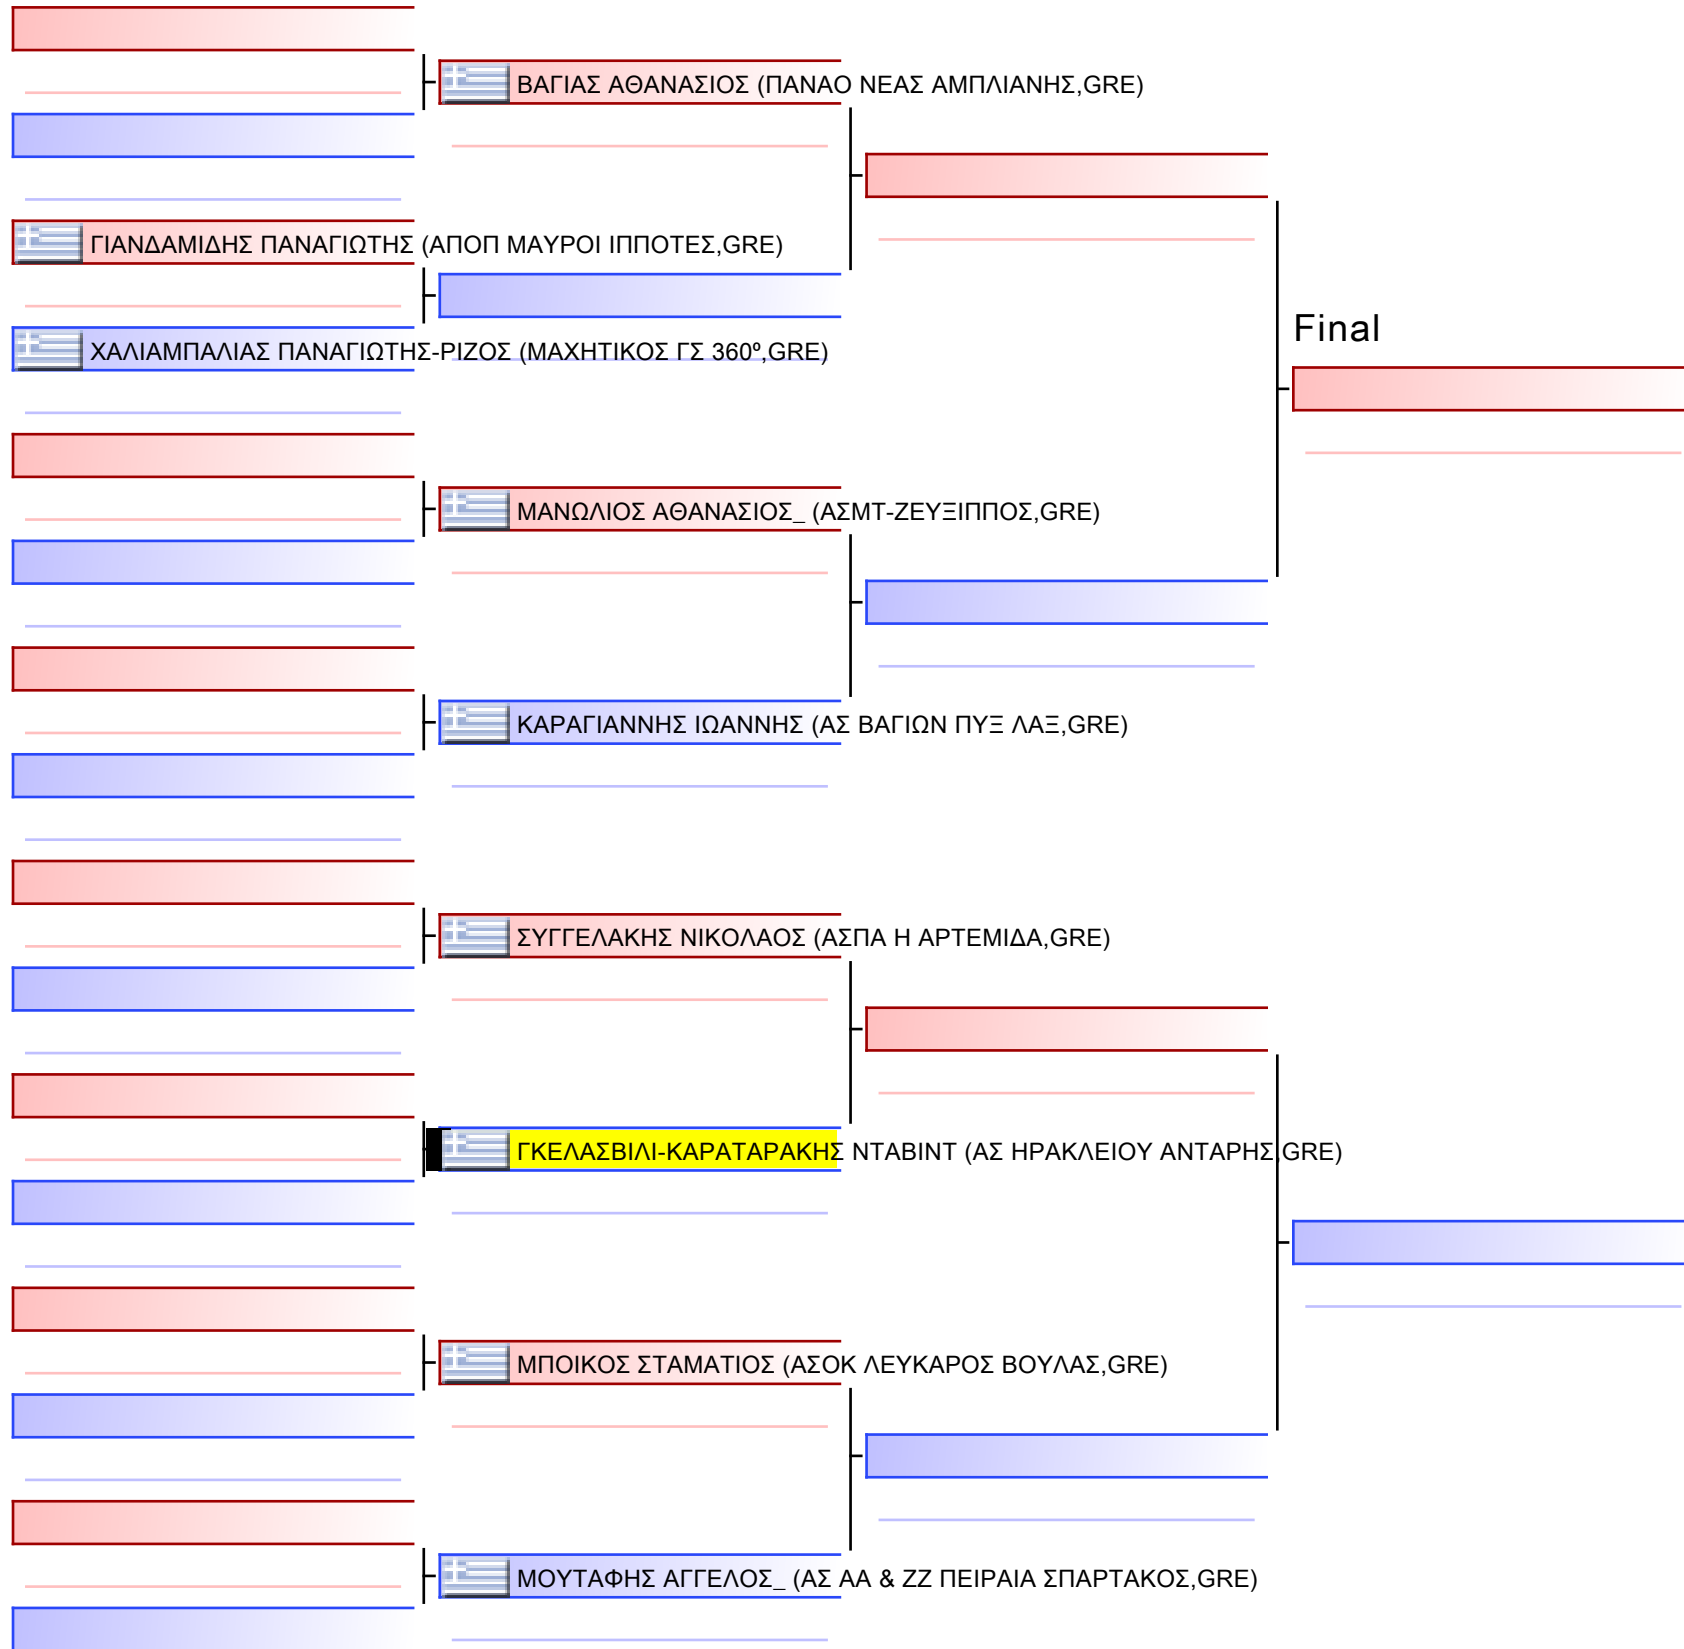 ΒΑΓΙΑΣ ΑΘΑΝΑΣΙΟΣ (ΠΑΝΑΟ ΝΕΑΣ ΑΜΠΛΙΑΝΗΣ,GRE)
ΓΙΑΝΔΑΜΙΔΗΣ ΠΑΝΑΓΙΩΤΗΣ (ΑΠΟΠ ΜΑΥΡΟΙ ΙΠΠΟΤΕΣ,GRE)
ΧΑΛΙΑΜΠΑΛΙΑΣ ΠΑΝΑΓΙΩΤΗΣ-ΡΙΖΟΣ (ΜΑΧΗΤΙΚΟΣ ΓΣ 360º,GRE)
Final
ΜΑΝΩΛΙΟΣ ΑΘΑΝΑΣΙΟΣ_ (ΑΣΜΤ-ΖΕΥΞΙΠΠΟΣ,GRE)
ΚΑΡΑΓΙΑΝΝΗΣ ΙΩΑΝΝΗΣ (ΑΣ ΒΑΓΙΩΝ ΠΥΞ ΛΑΞ,GRE)
ΣΥΓΓΕΛΑΚΗΣ ΝΙΚΟΛΑΟΣ (ΑΣΠΑ Η ΑΡΤΕΜΙΔΑ,GRE)
ΓΚΕΛΑΣΒΙΛΙ-ΚΑΡΑΤΑΡΑΚΗΣ ΝΤΑΒΙΝΤ (ΑΣ ΗΡΑΚΛΕΙΟΥ ΑΝΤΑΡΗΣ,GRE)
ΜΠΟΙΚΟΣ ΣΤΑΜΑΤΙΟΣ (ΑΣΟΚ ΛΕΥΚΑΡΟΣ ΒΟΥΛΑΣ,GRE)
ΜΟΥΤΑΦΗΣ ΑΓΓΕΛΟΣ_ (ΑΣ ΑΑ & ΖΖ ΠΕΙΡΑΙΑ ΣΠΑΡΤΑΚΟΣ,GRE)